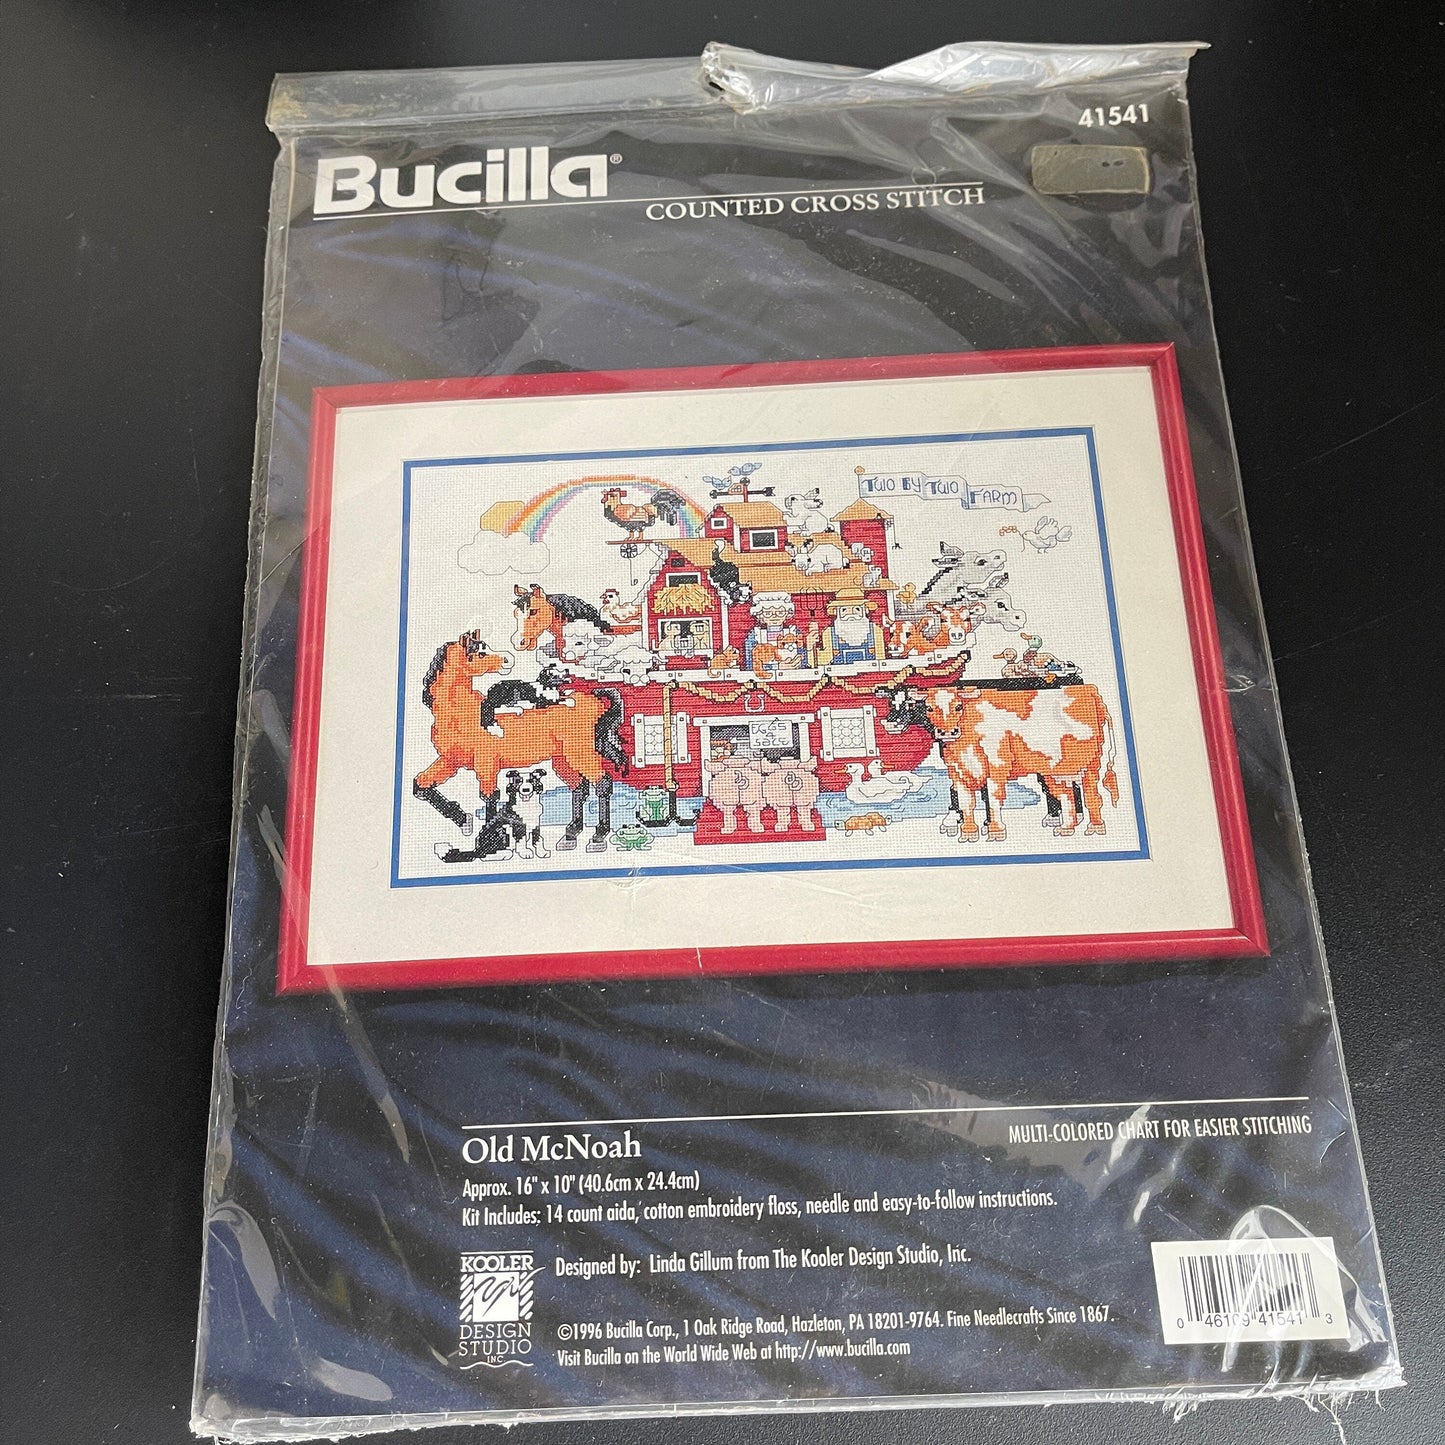 41541
Bucilla®
COUNTED CROSS STITCH
TWO BY TWO FARM
EGGS 4 SALE
Old McNoah
MULTI-COLORED CHART FOR EASIER STITCHING
Approx. 16" x 10" (40.6cm x 24.4cm)
Kit Includes: 14 count aida, cotton embroidery floss, needle and easy-to-follow instructions.
KOOLER
DESIGN
STUDIO
INC
Designed by: Linda Gillum from The Kooler Design Studio, Inc.
©1996 Bucilla Corp., 1 Oak Ridge Road, Hazleton, PA 18201-9764. Fine Needlecrafts Since 1867.
Visit Bucilla on the World Wide Web at http://www.bucilla.com
0 46109 41541 3